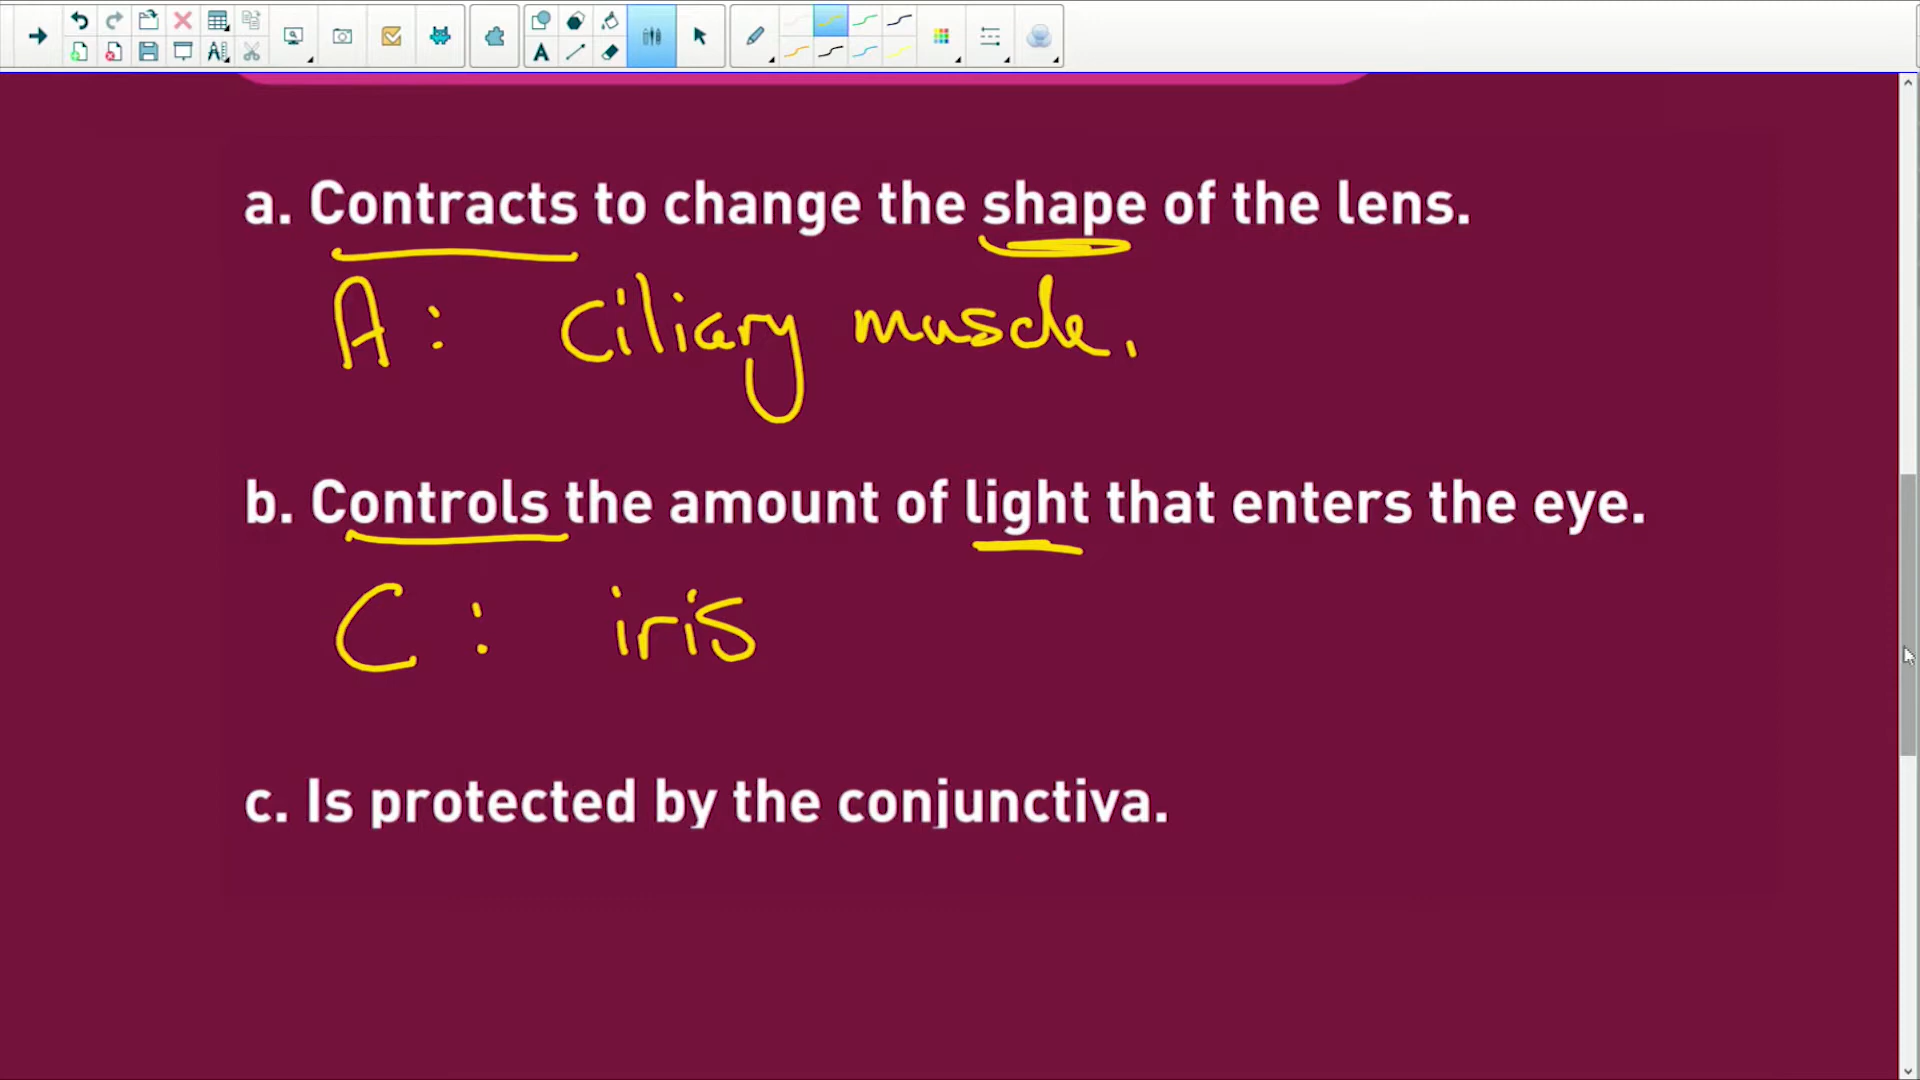 a. Contracts to change the shape of the lens.
A: ciliary muscle.
b. Controls the amount of light that enters the eye.
C: iris
c. Is protected by the conjunctiva.